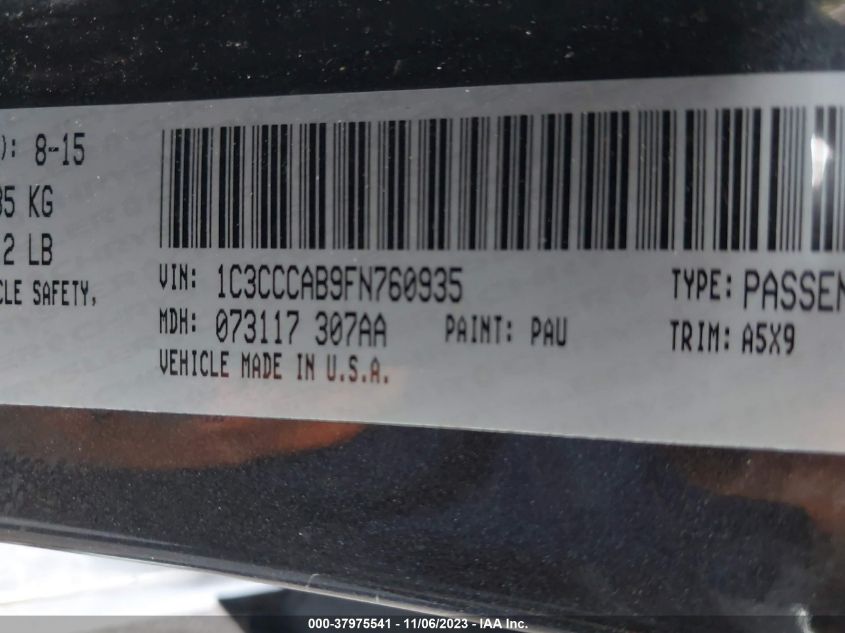 ): 8-15
35 KG
2 LB
CLE SAFETY,
VIN: 1C3CCCAB9FN760935
MDH: 073117 307AA
PAINT: PAU
VEHICLE MADE IN U.S.A.
TYPE: PASSEN
TRIM: A5X9
000-37975541 - 11/06/2023 - IAA Inc.